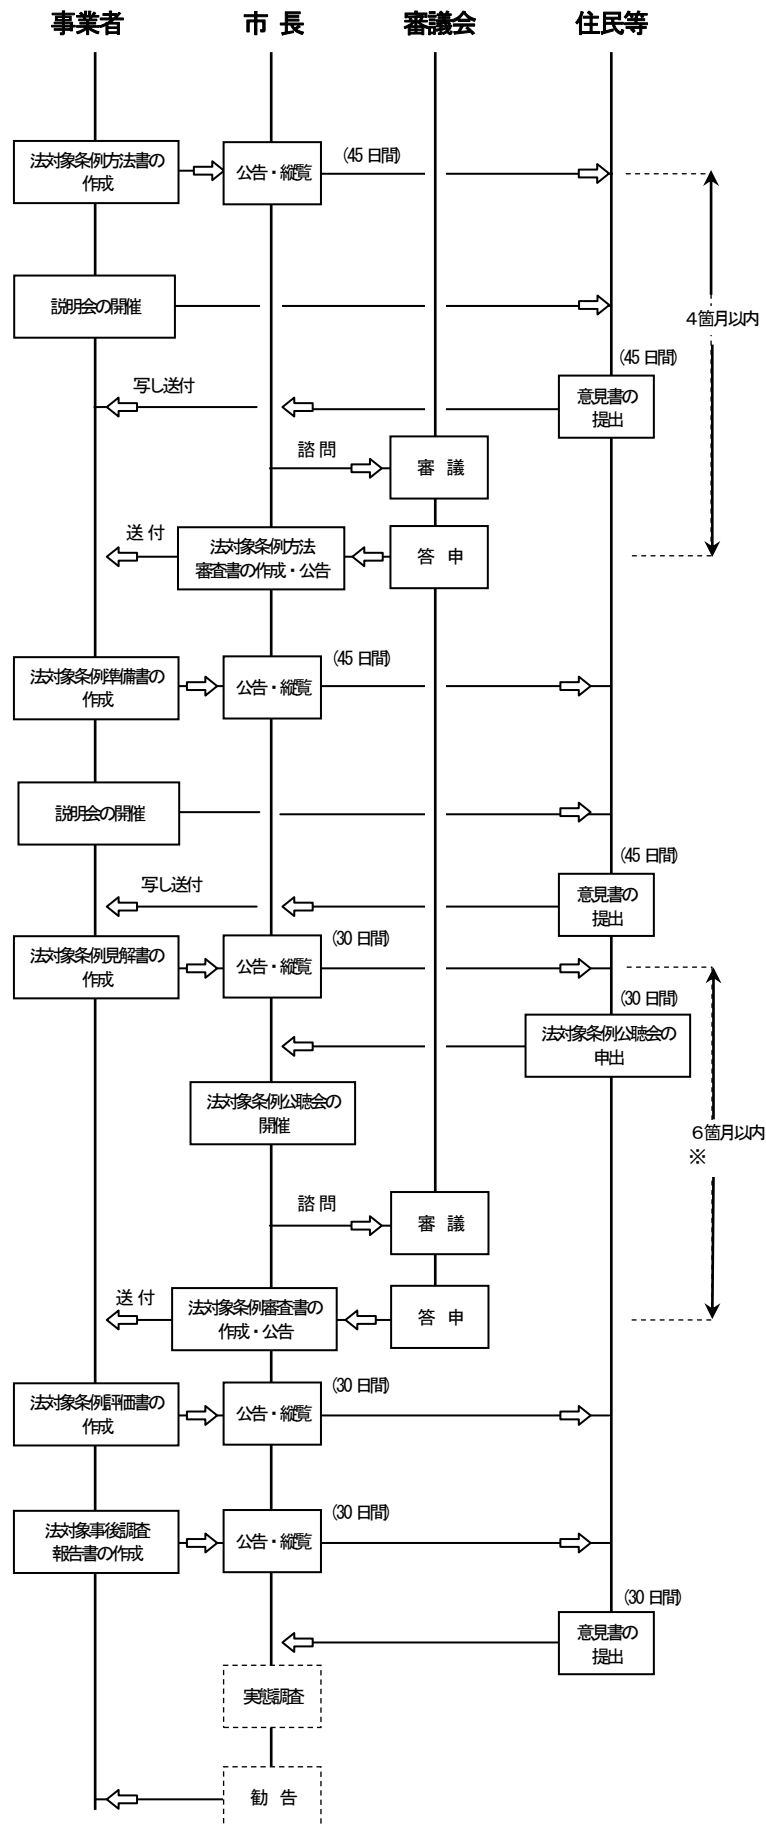 事業者
市 長
審議会
住民等
法対象条例方法書の
作成
公告・縦覧
(45 日間)
説明会の開催
4箇月以内
(45 日間)
意見書の
提出
写し送付
諮 問
審 議
送 付
法対象条例方法
審査書の作成・公告
答 申
法対象条例準備書の
作成
公告・縦覧
(45 日間)
説明会の開催
(45 日間)
意見書の
提出
写し送付
法対象条例見解書の
作成
公告・縦覧
(30 日間)
(30 日間)
法対象条例公聴会の
申出
法対象条例公聴会の
開催
6箇月以内
※
諮 問
審 議
送 付
法対象条例審査書の
作成・公告
答 申
法対象条例評価書の
作成
公告・縦覧
(30 日間)
法対象事後調査
報告書の作成
公告・縦覧
(30 日間)
(30 日間)
意見書の
提出
実態調査
勧 告